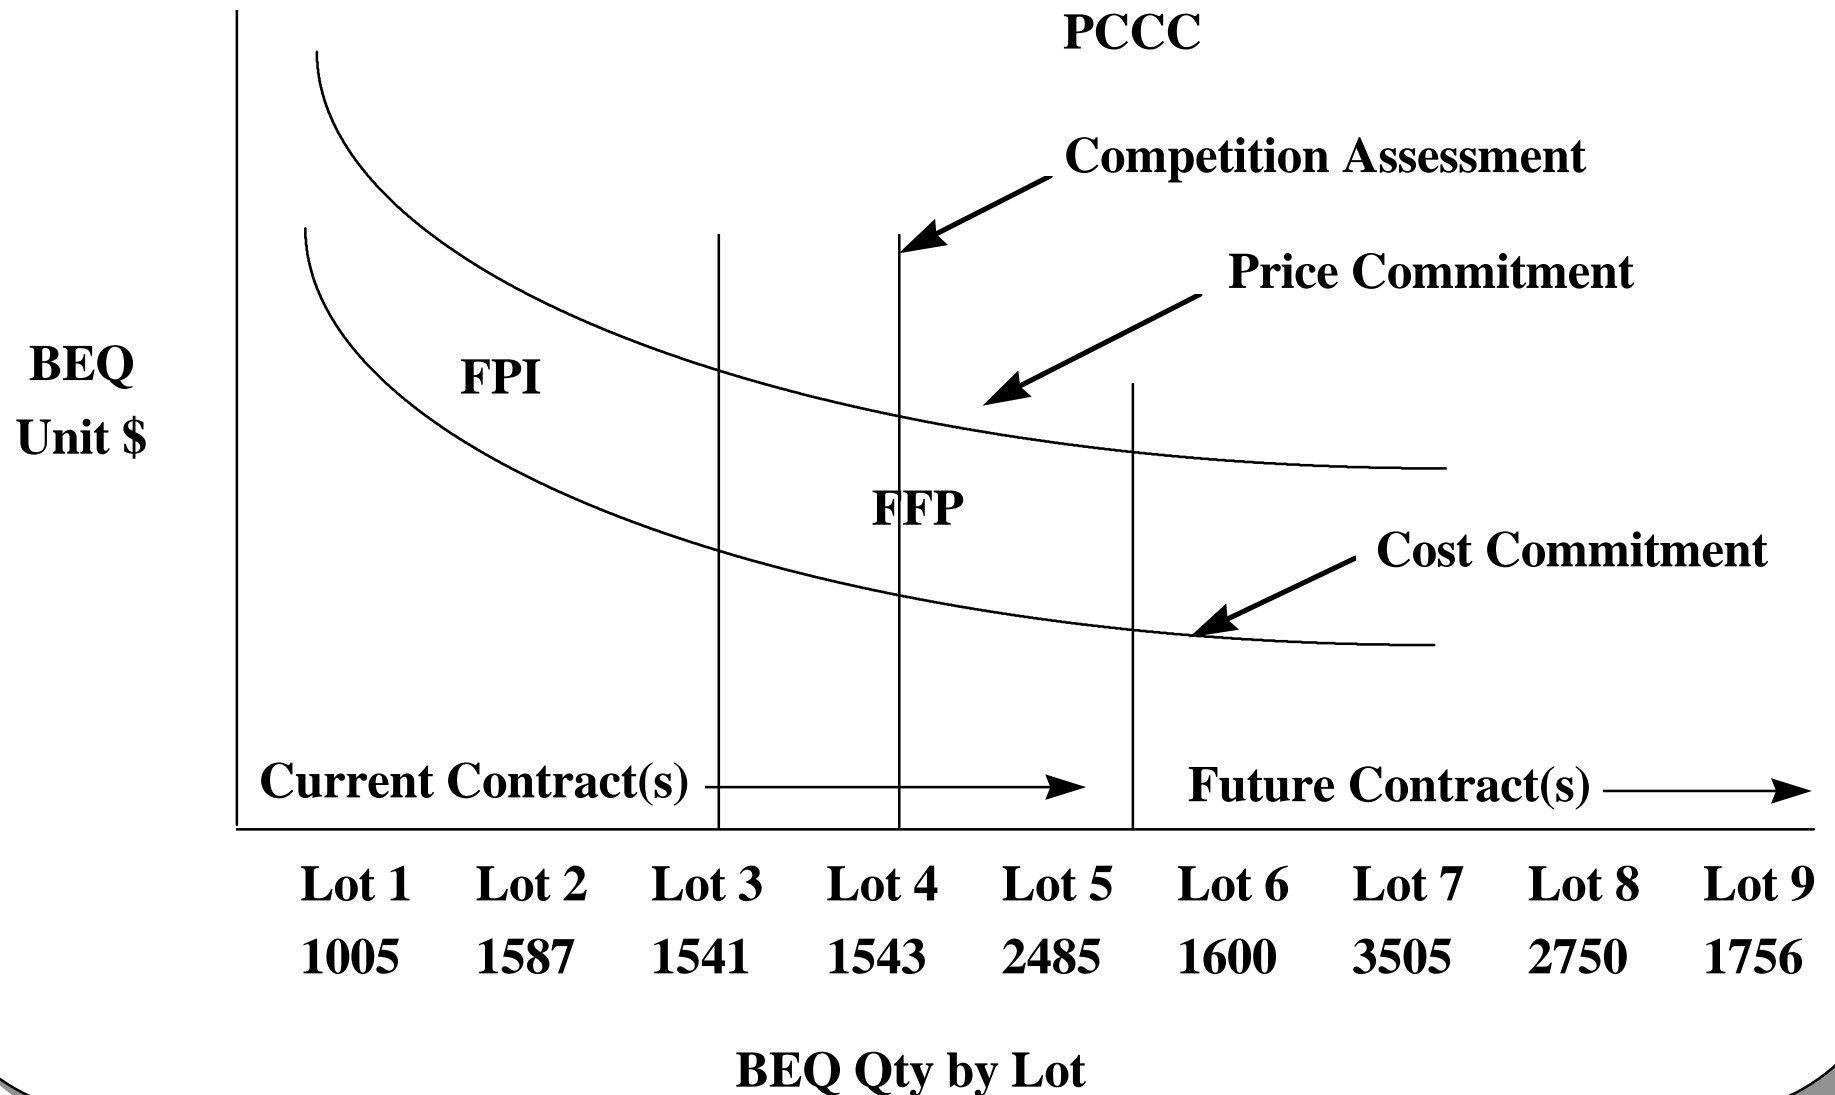 PCCC
Competition Assessment
Price Commitment
BEQ
Unit $
FPI
FFP
Cost Commitment
Current Contract(s)
Future Contract(s)
Lot 1 Lot 2 Lot 3 Lot 4 Lot 5 Lot 6 Lot 7 Lot 8 Lot 9
1005 1587 1541 1543 2485 1600 3505 2750 1756
BEQ Qty by Lot